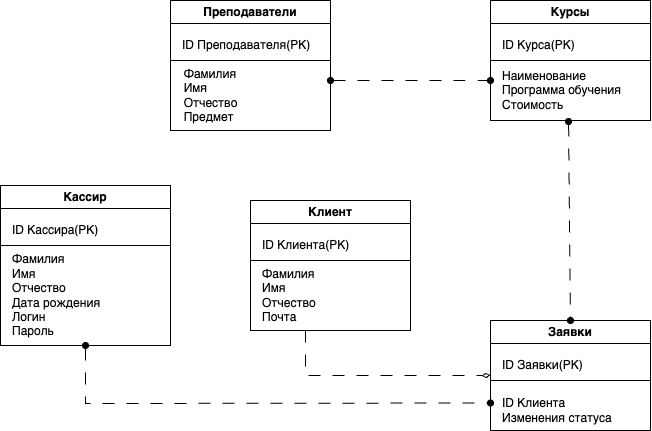 Преподаватели
ID Преподавателя(PK)
Фамилия
Имя
Отчество
Предмет
Курсы
ID Курса(PK)
Наименование
Программа обучения
Стоимость
Кассир
ID Кассира(PK)
Фамилия
Имя
Отчество
Дата рождения
Логин
Пароль
Клиент
ID Клиента(PK)
Фамилия
Имя
Отчество
Почта
Заявки
ID Заявки(PK)
ID Клиента
Изменения статуса